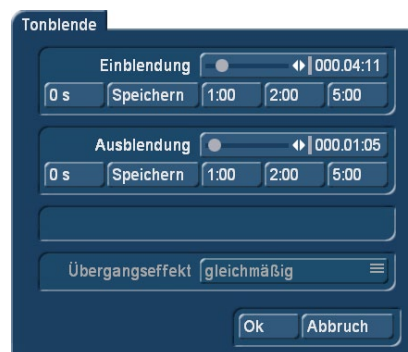 Tonblende
Einblendung 000.04:11
0 s Speichern 1:00 2:00 5:00
Ausblendung 000.01:05
0 s Speichern 1:00 2:00 5:00
Übergangseffekt gleichmäßig
Ok Abbruch